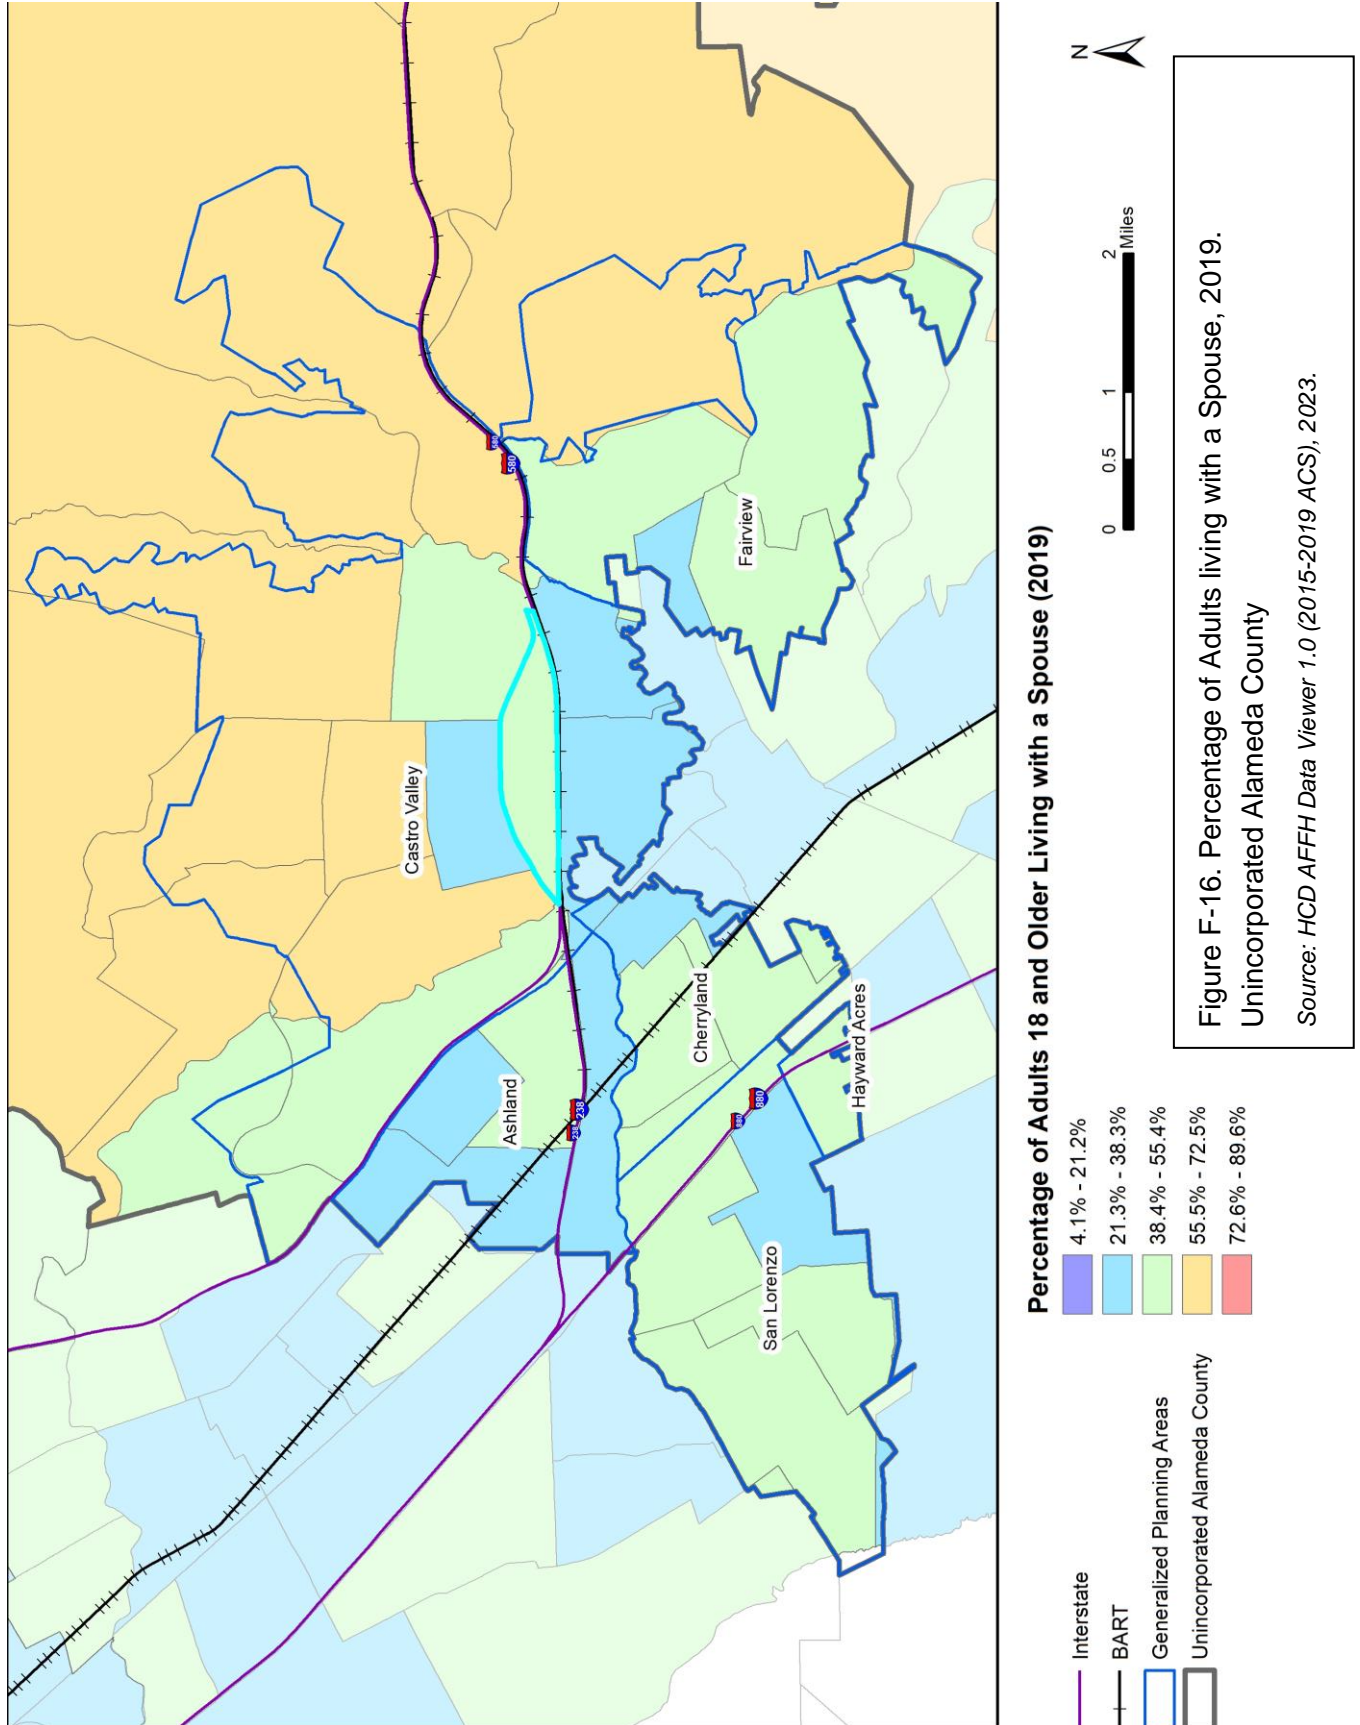 Castro Valley
Ashland
Cherryland
Fairview
Hayward Acres
San Lorenzo
580
580
238
238
880
880
N
Interstate
BART
Generalized Planning Areas
Unincorporated Alameda County
Percentage of Adults 18 and Older Living with a Spouse (2019)
4.1% - 21.2%
21.3% - 38.3%
38.4% - 55.4%
55.5% - 72.5%
72.6% - 89.6%
0 0.5 1 2
Miles
Figure F-16. Percentage of Adults living with a Spouse, 2019.
Unincorporated Alameda County
Source: HCD AFFH Data Viewer 1.0 (2015-2019 ACS), 2023.